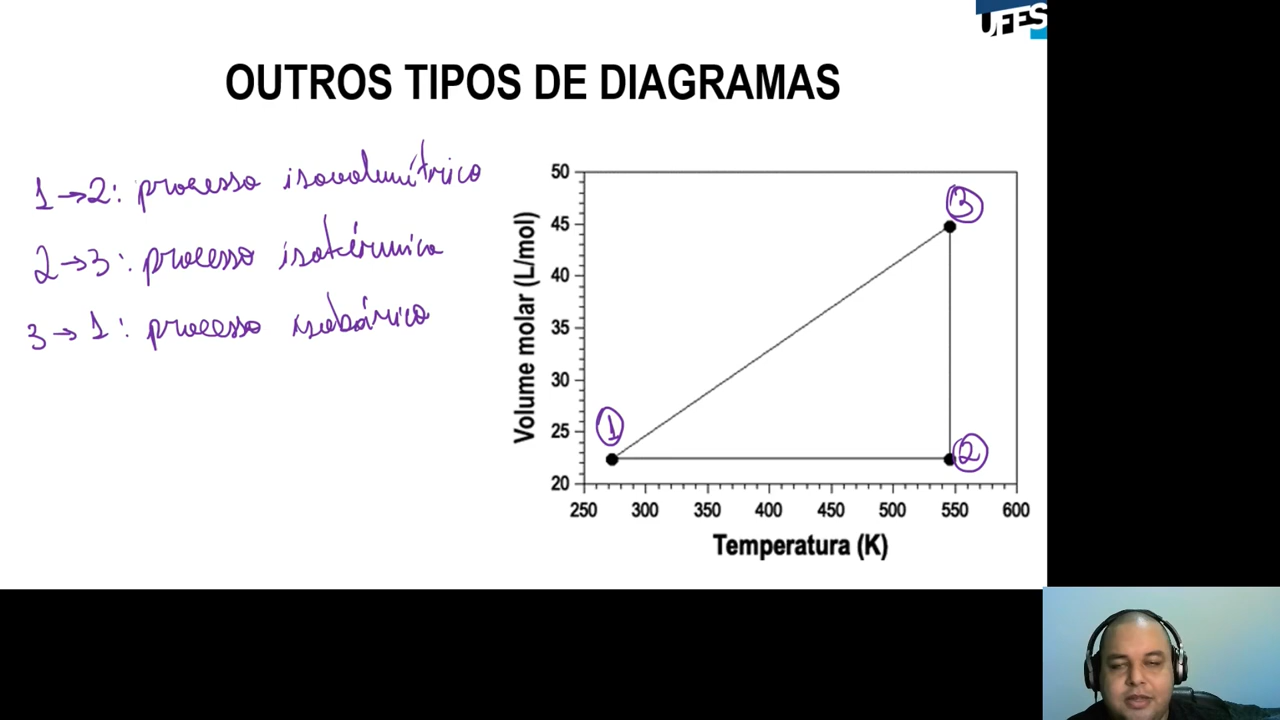 UFES
OUTROS TIPOS DE DIAGRAMAS
1→2: processo isovolumétrico
2→3: processo isotérmico
3→1: processo isobárico
Volume molar (L/mol)
50
45
40
35
30
25
20
3
1
2
250 300 350 400 450 500 550 600
Temperatura (K)